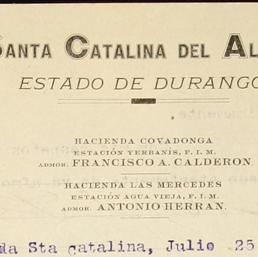 SANTA CATALINA DEL AL
ESTADO DE DURANGO
HACIENDA COVADONGA
ESTACIÓN YERBANÍS, F. I. M.
ADMOR. FRANCISCO A. CALDERON.
HACIENDA LAS MERCEDES
ESTACIÓN AGUA VIEJA, F. I. M.
ADMOR. ANTONIO HERRAN.
da Sta catalina, Julio 25